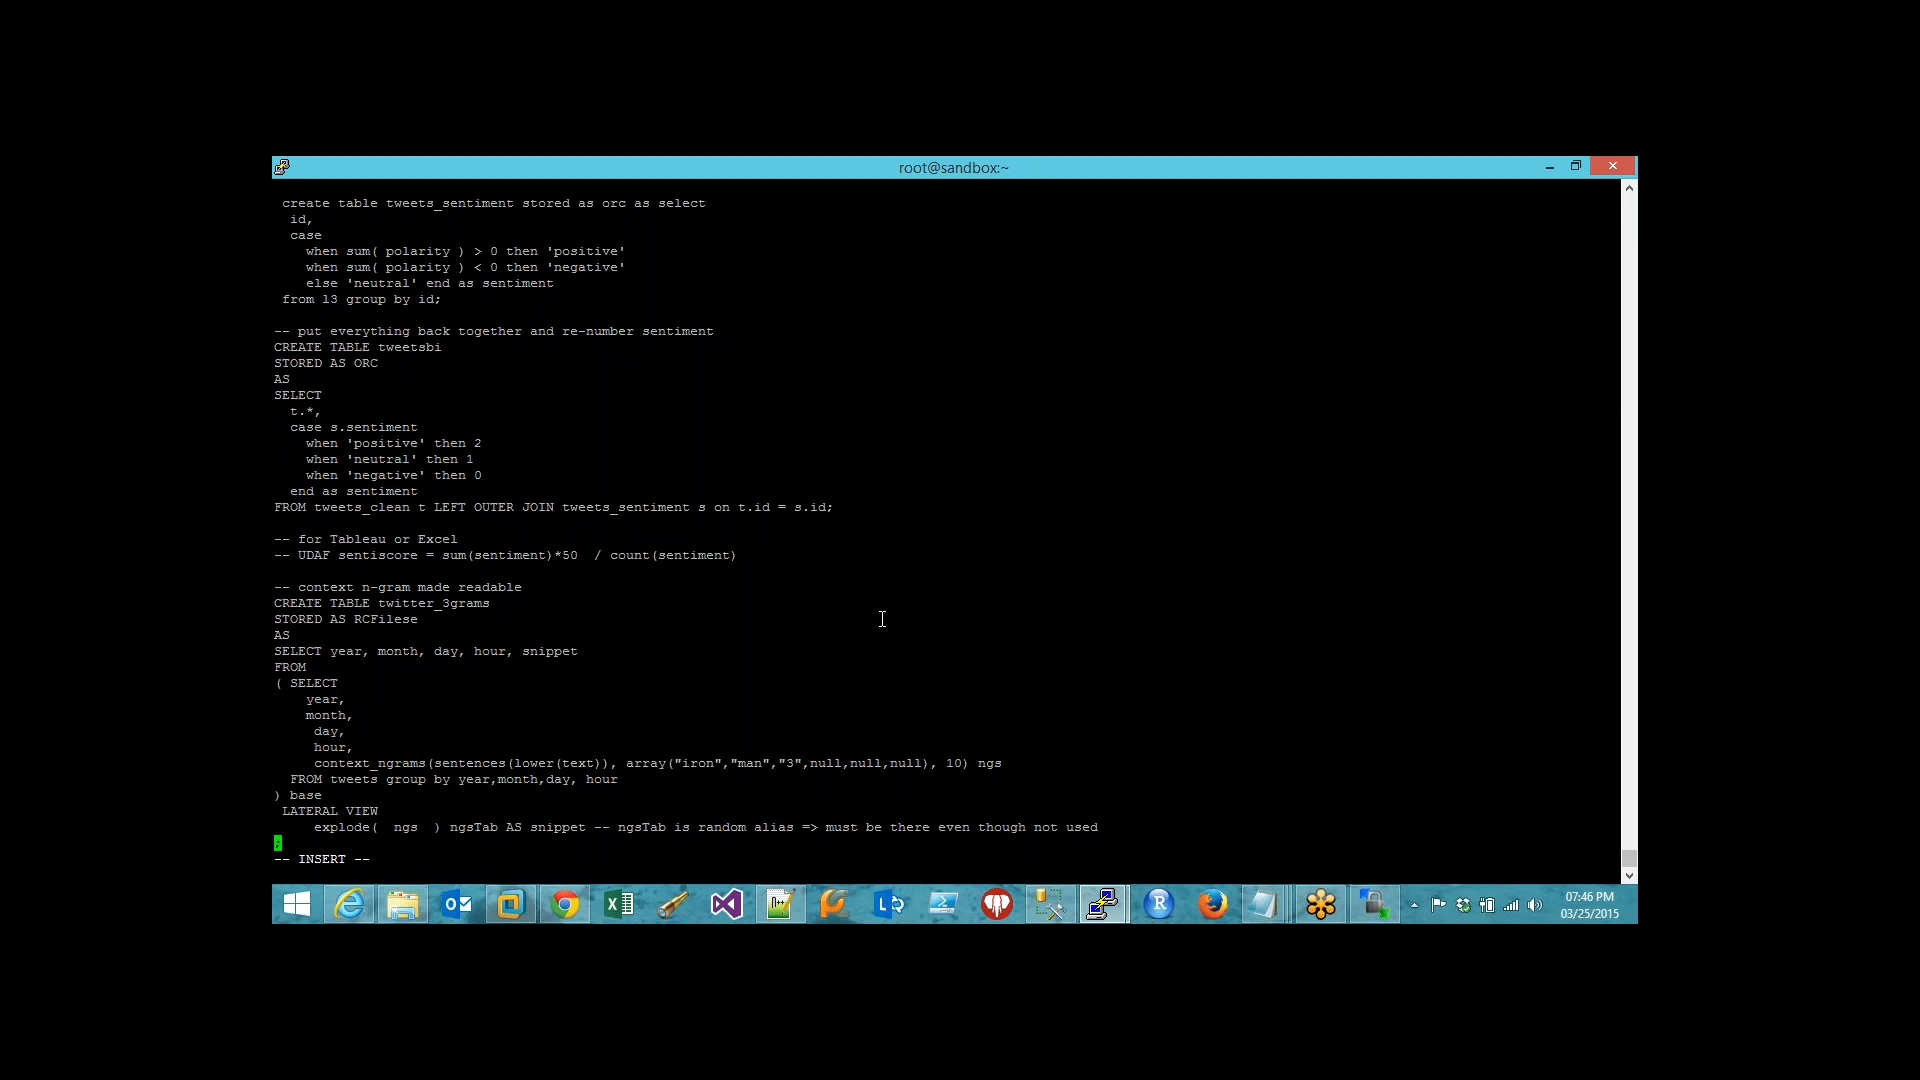 root@sandbox:~
create table tweets_sentiment stored as orc as select
id,
case
when sum( polarity ) > 0 then 'positive'
when sum( polarity ) < 0 then 'negative'
else 'neutral' end as sentiment
from l3 group by id;
-- put everything back together and re-number sentiment
CREATE TABLE tweetsbi
STORED AS ORC
AS
SELECT
t.*,
case s.sentiment
when 'positive' then 2
when 'neutral' then 1
when 'negative' then 0
end as sentiment
FROM tweets_clean t LEFT OUTER JOIN tweets_sentiment s on t.id = s.id;
-- for Tableau or Excel
-- UDAF sentiscore = sum(sentiment)*50  / count(sentiment)
-- context n-gram made readable
CREATE TABLE twitter_3grams
STORED AS RCFilese
AS
SELECT year, month, day, hour, snippet
FROM
( SELECT
year,
month,
day,
hour,
context_ngrams(sentences(lower(text)), array("iron","man","3",null,null,null), 10) ngs
FROM tweets group by year,month,day, hour
) base
LATERAL VIEW
explode(  ngs  ) ngsTab AS snippet -- ngsTab is random alias => must be there even though not used
;
-- INSERT --
07:46 PM
03/25/2015